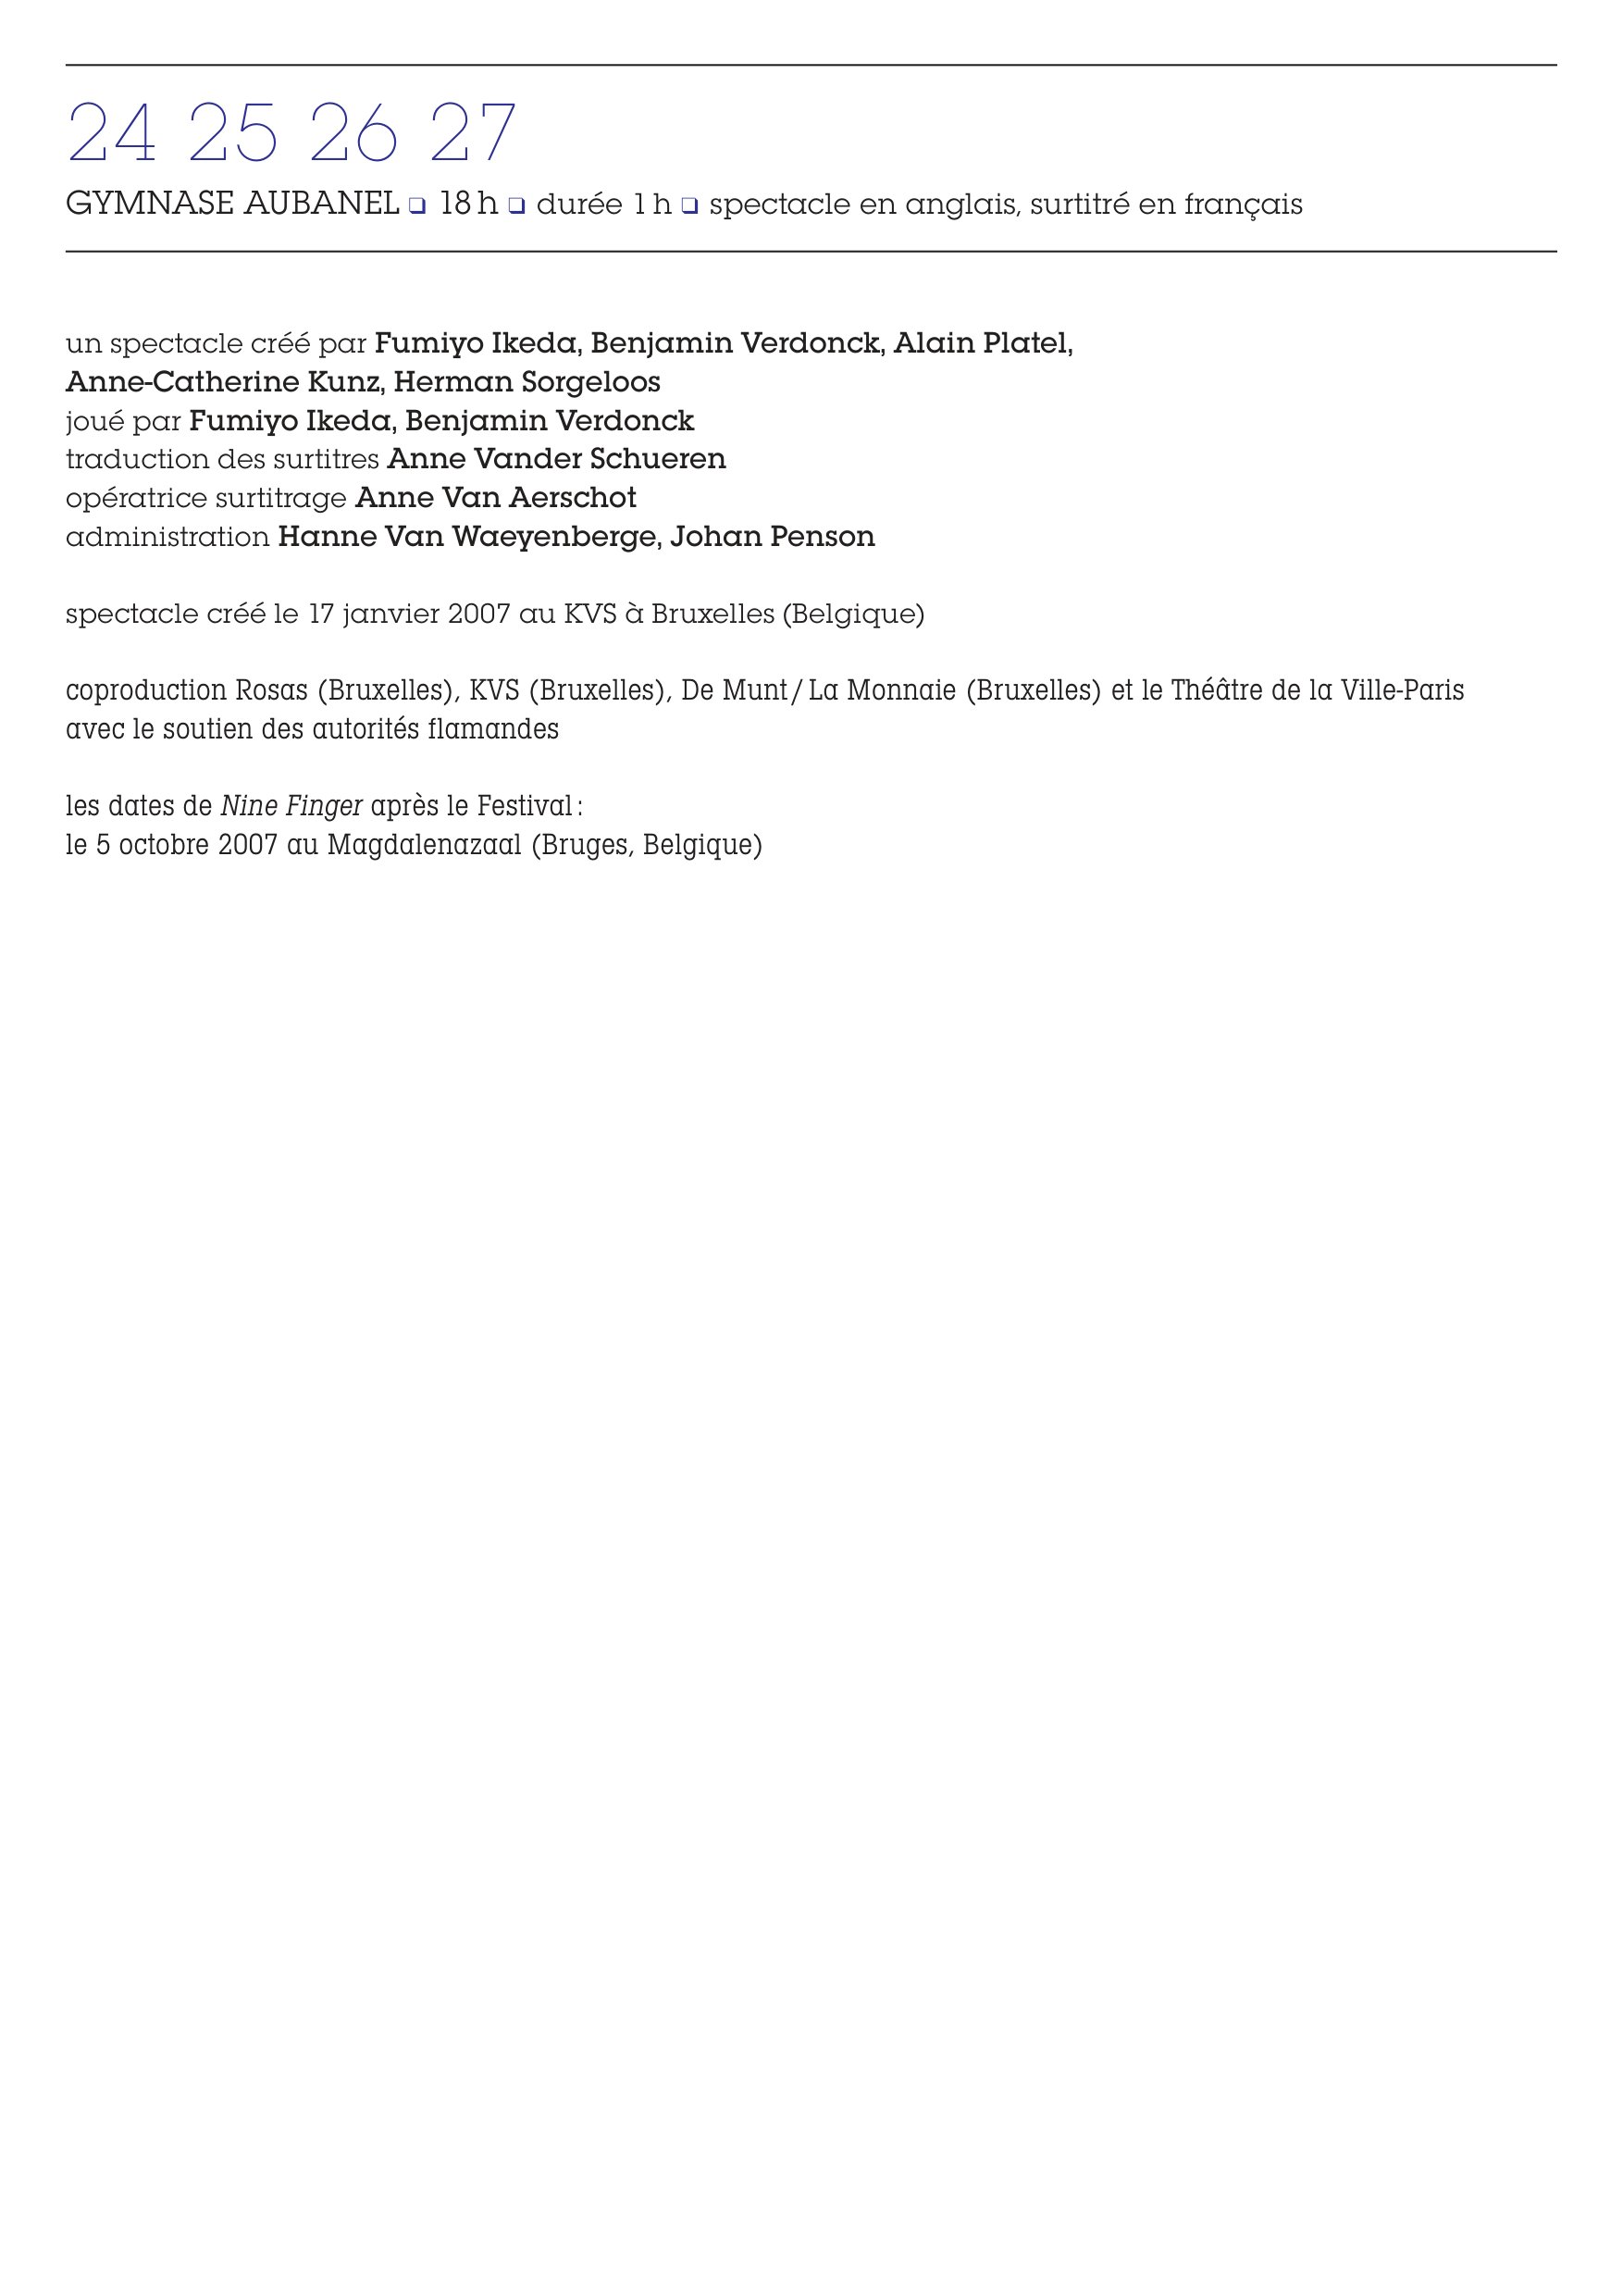 24 25 26 27
GYMNASE AUBANEL ❏ 18 h ❏ durée 1 h ❏ spectacle en anglais, surtitré en français
un spectacle créé par Fumiyo Ikeda, Benjamin Verdonck, Alain Platel,
Anne-Catherine Kunz, Herman Sorgeloos
joué par Fumiyo Ikeda, Benjamin Verdonck
traduction des surtitres Anne Vander Schueren
opératrice surtitrage Anne Van Aerschot
administration Hanne Van Waeyenberge, Johan Penson
spectacle créé le 17 janvier 2007 au KVS à Bruxelles (Belgique)
coproduction Rosas (Bruxelles), KVS (Bruxelles), De Munt / La Monnaie (Bruxelles) et le Théâtre de la Ville-Paris
avec le soutien des autorités flamandes
les dates de Nine Finger après le Festival :
le 5 octobre 2007 au Magdalenazaal (Bruges, Belgique)